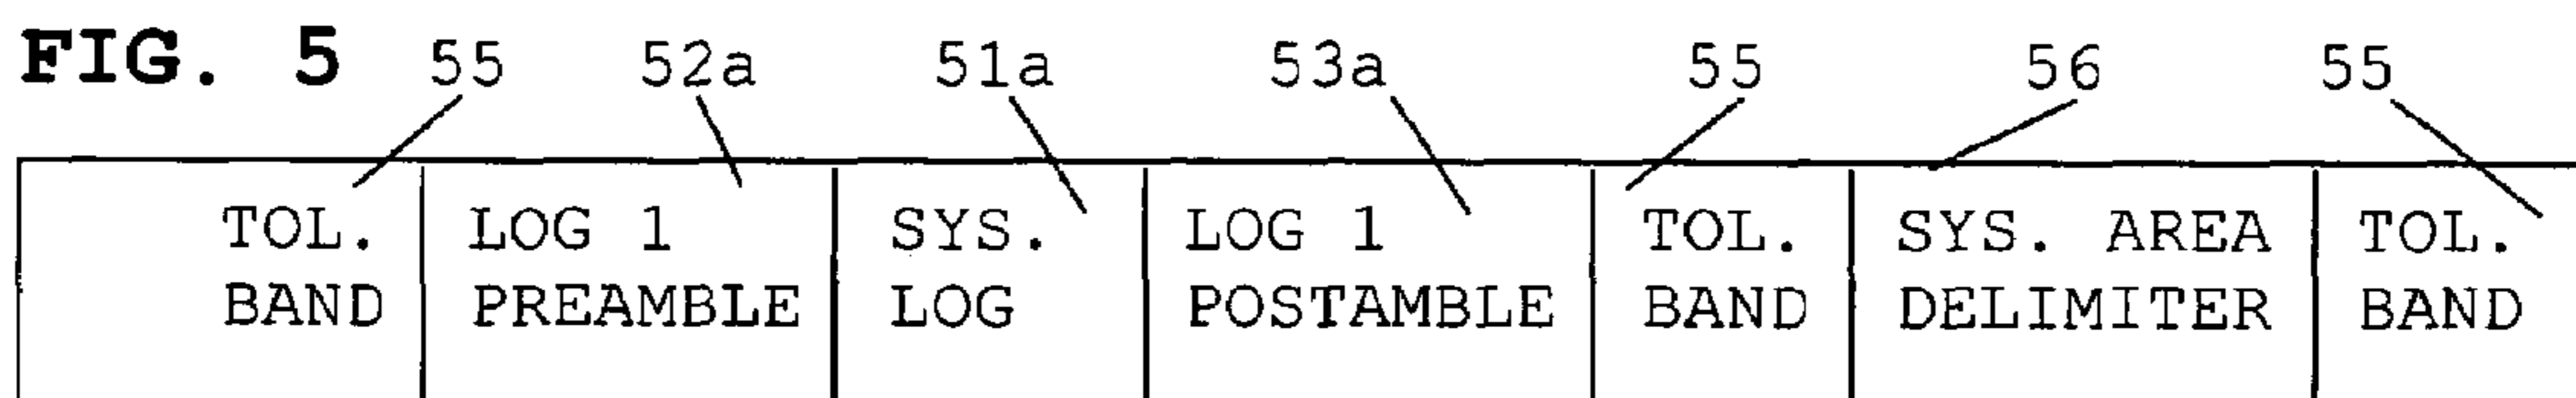 FIG. 5 55 52a 51a 53a 55 56 55
TOL. LOG 1 SYS. LOG 1 TOL. SYS. AREA TOL.
BAND PREAMBLE LOG POSTAMBLE BAND DELIMITER BAND